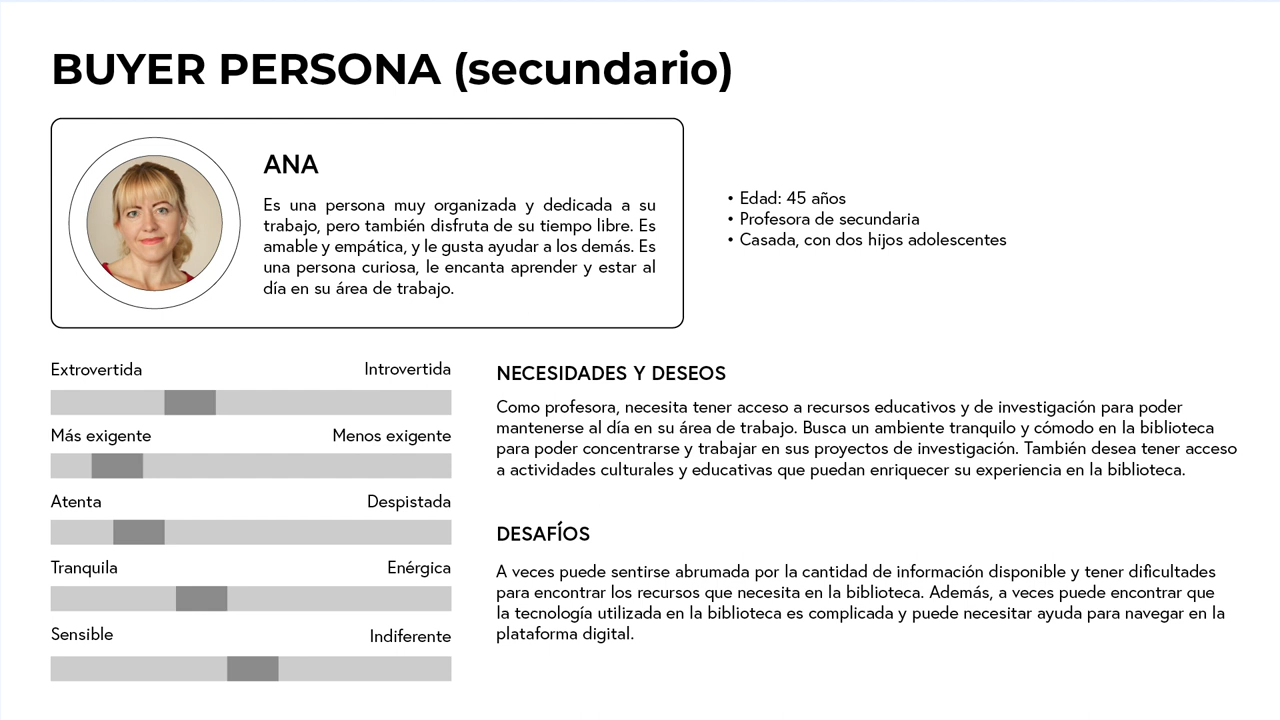 BUYER PERSONA (secundario)
ANA
Es una persona muy organizada y dedicada a su
trabajo, pero también disfruta de su tiempo libre. Es
amable y empática, y le gusta ayudar a los demás. Es
una persona curiosa, le encanta aprender y estar al
día en su área de trabajo.
• Edad: 45 años
• Profesora de secundaria
• Casada, con dos hijos adolescentes
Extrovertida Introvertida
Más exigente Menos exigente
Atenta Despistada
Tranquila Enérgica
Sensible Indiferente
NECESIDADES Y DESEOS
Como profesora, necesita tener acceso a recursos educativos y de investigación para poder
mantenerse al día en su área de trabajo. Busca un ambiente tranquilo y cómodo en la biblioteca
para poder concentrarse y trabajar en sus proyectos de investigación. También desea tener acceso
a actividades culturales y educativas que puedan enriquecer su experiencia en la biblioteca.
DESAFÍOS
A veces puede sentirse abrumada por la cantidad de información disponible y tener dificultades
para encontrar los recursos que necesita en la biblioteca. Además, a veces puede encontrar que
la tecnología utilizada en la biblioteca es complicada y puede necesitar ayuda para navegar en la
plataforma digital.